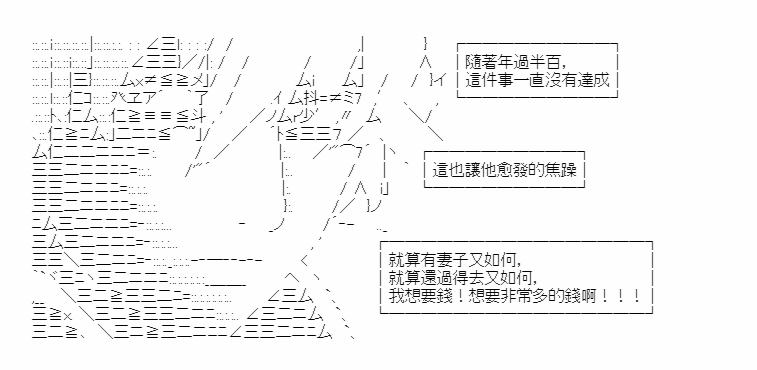 隨著年過半百，
這件事一直沒有達成
這也讓他愈發的焦躁
就算有妻子又如何，
就算還過得去又如何，
我想要錢！想要非常多的錢啊！！！